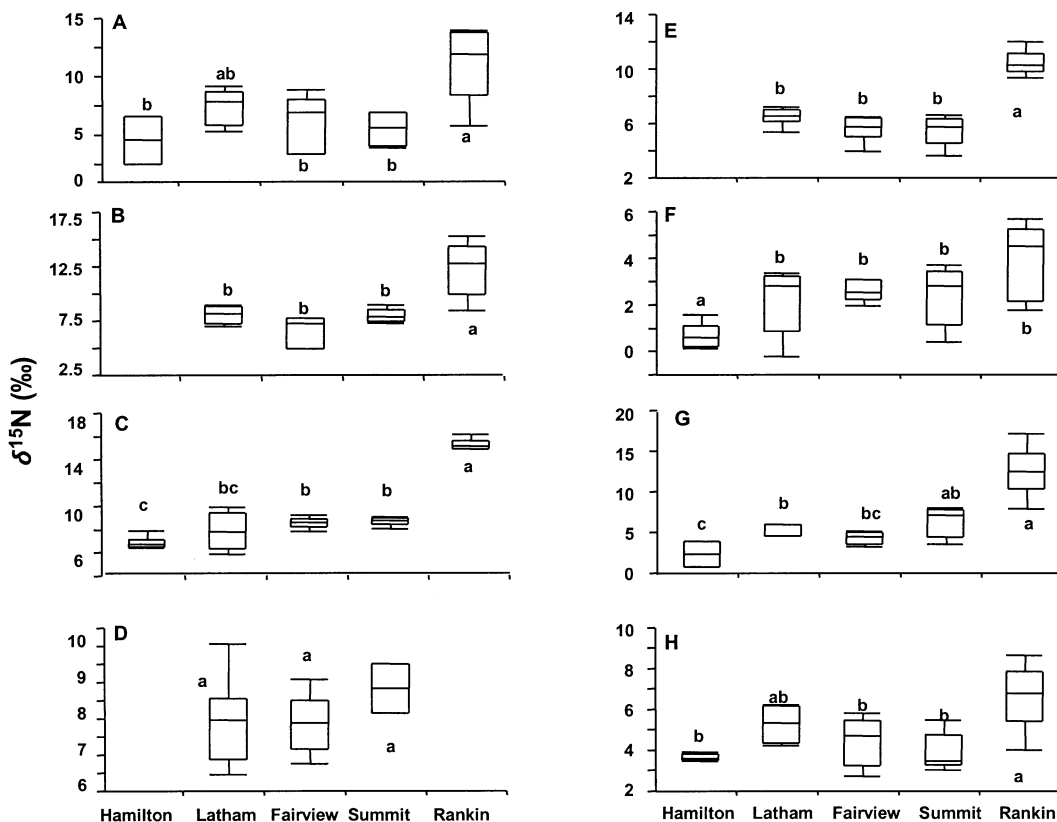 δ15N (‰)
A
15
10
5
0
b
ab
b
b
a
B
17.5
12.5
7.5
2.5
b
b
b
a
C
18
14
10
6
c
bc
b
b
a
D
10
9
8
7
6
a
a
a
Hamilton Latham Fairview Summit Rankin
E
14
10
6
2
b
b
b
a
F
6
4
2
0
a
b
b
b
b
G
20
15
10
5
0
c
b
bc
ab
a
H
10
8
6
4
2
b
ab
b
b
a
Hamilton Latham Fairview Summit Rankin